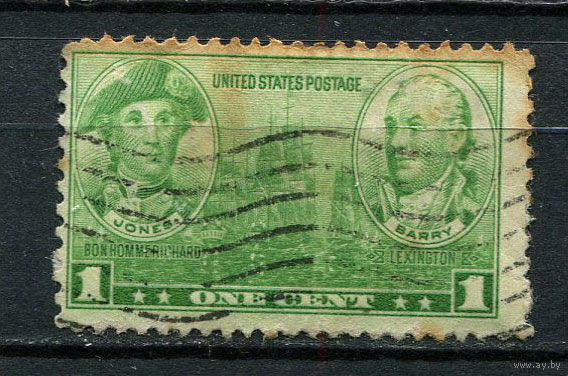 UNITED STATES POSTAGE
JONES
BARRY
BON HOMME RICHARD
LEXINGTON
1 ONE CENT 1
www.ay.by